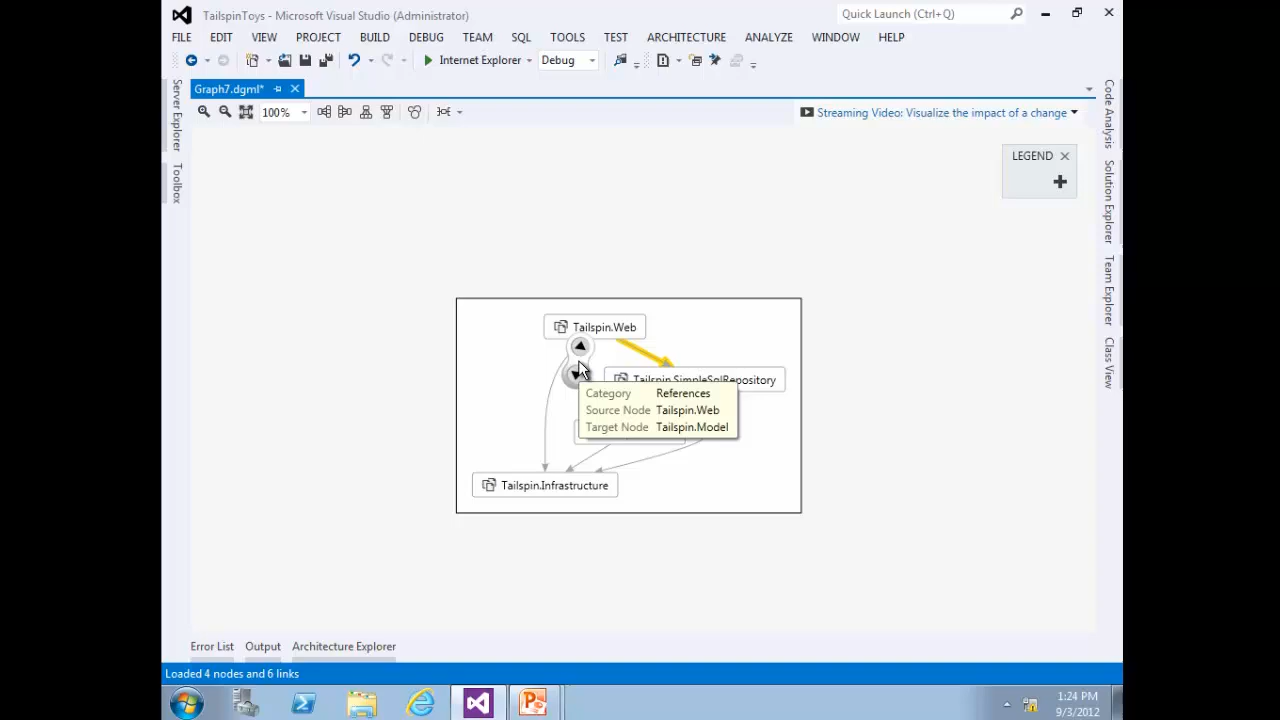 TailspinToys - Microsoft Visual Studio (Administrator)
Quick Launch (Ctrl+Q)
FILE EDIT VIEW PROJECT BUILD DEBUG TEAM SQL TOOLS TEST ARCHITECTURE ANALYZE WINDOW HELP
Internet Explorer Debug
Graph7.dgml*
100%
Streaming Video: Visualize the impact of a change
Server Explorer
Toolbox
Code Analysis
Solution Explorer
Team Explorer
Class View
LEGEND
Tailspin.Web
Tailspin.SimpleSqlRepository
Category References
Source Node Tailspin.Web
Target Node Tailspin.Model
Tailspin.Infrastructure
Error List Output Architecture Explorer
Loaded 4 nodes and 6 links
1:24 PM
9/3/2012